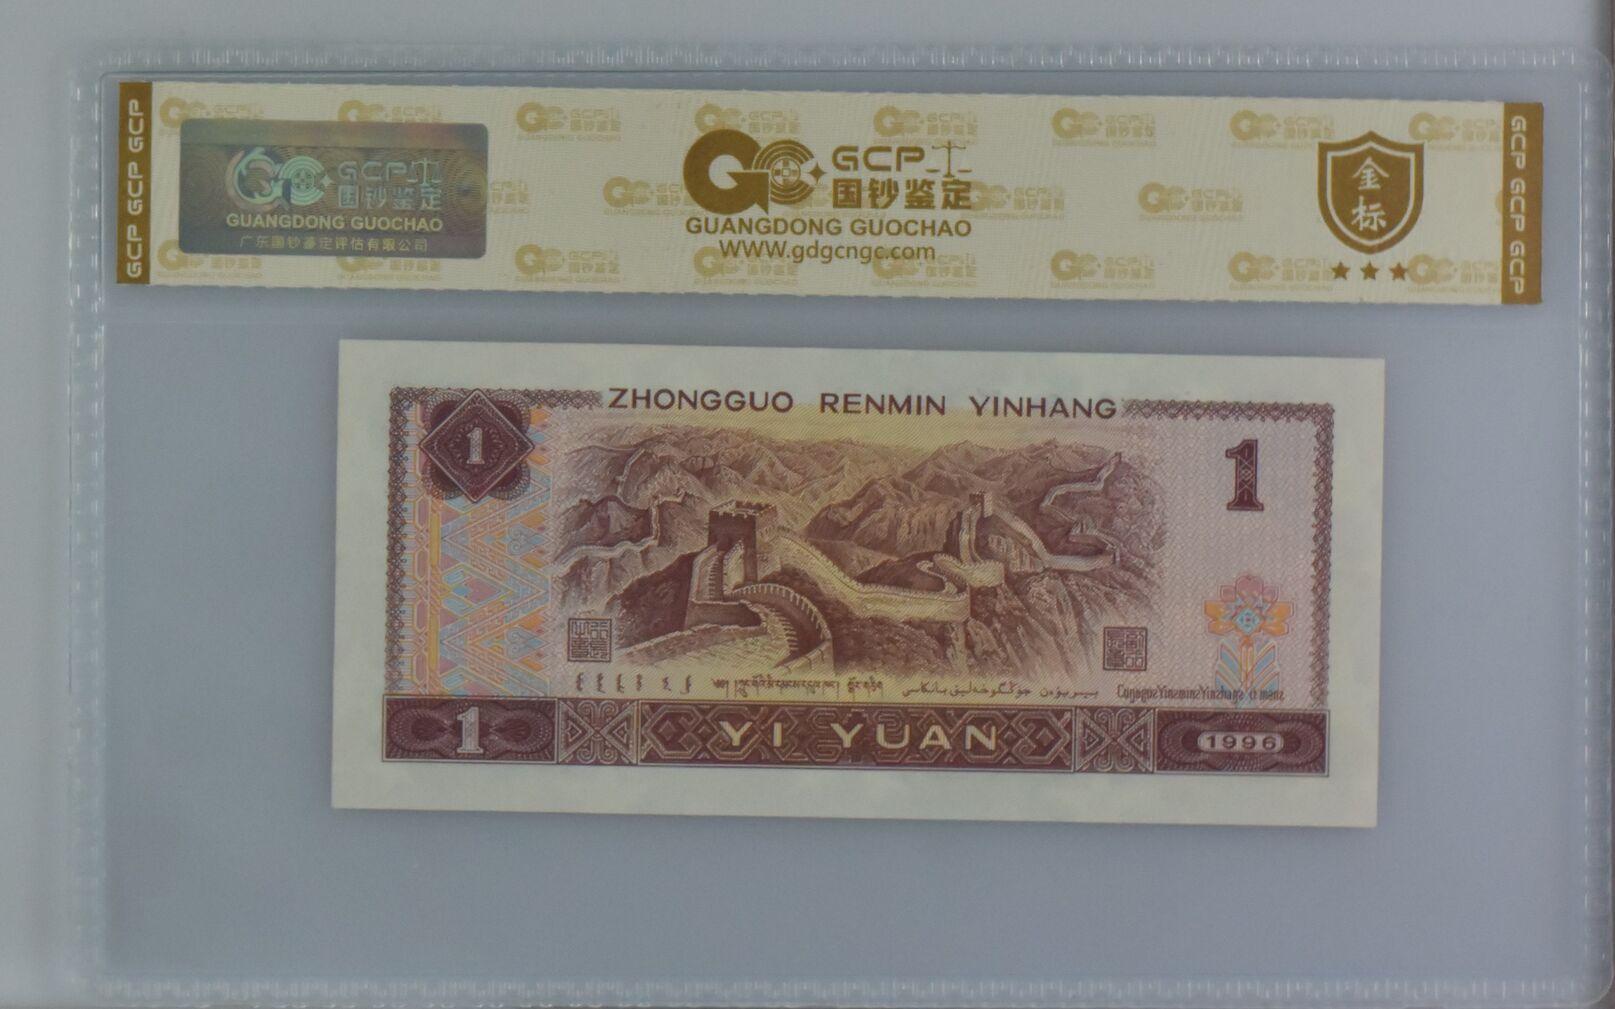 GCP GCP GCP
GCP
国钞鉴定
GUANGDONG GUOCHAO
广东国钞鉴定评估有限公司
GCP
国钞鉴定
GUANGDONG GUOCHAO
WWW.gdgcngc.com
金
标
GCP GCP GCP
ZHONGGUO RENMIN YINHANG
1
1
1
YI YUAN
1996